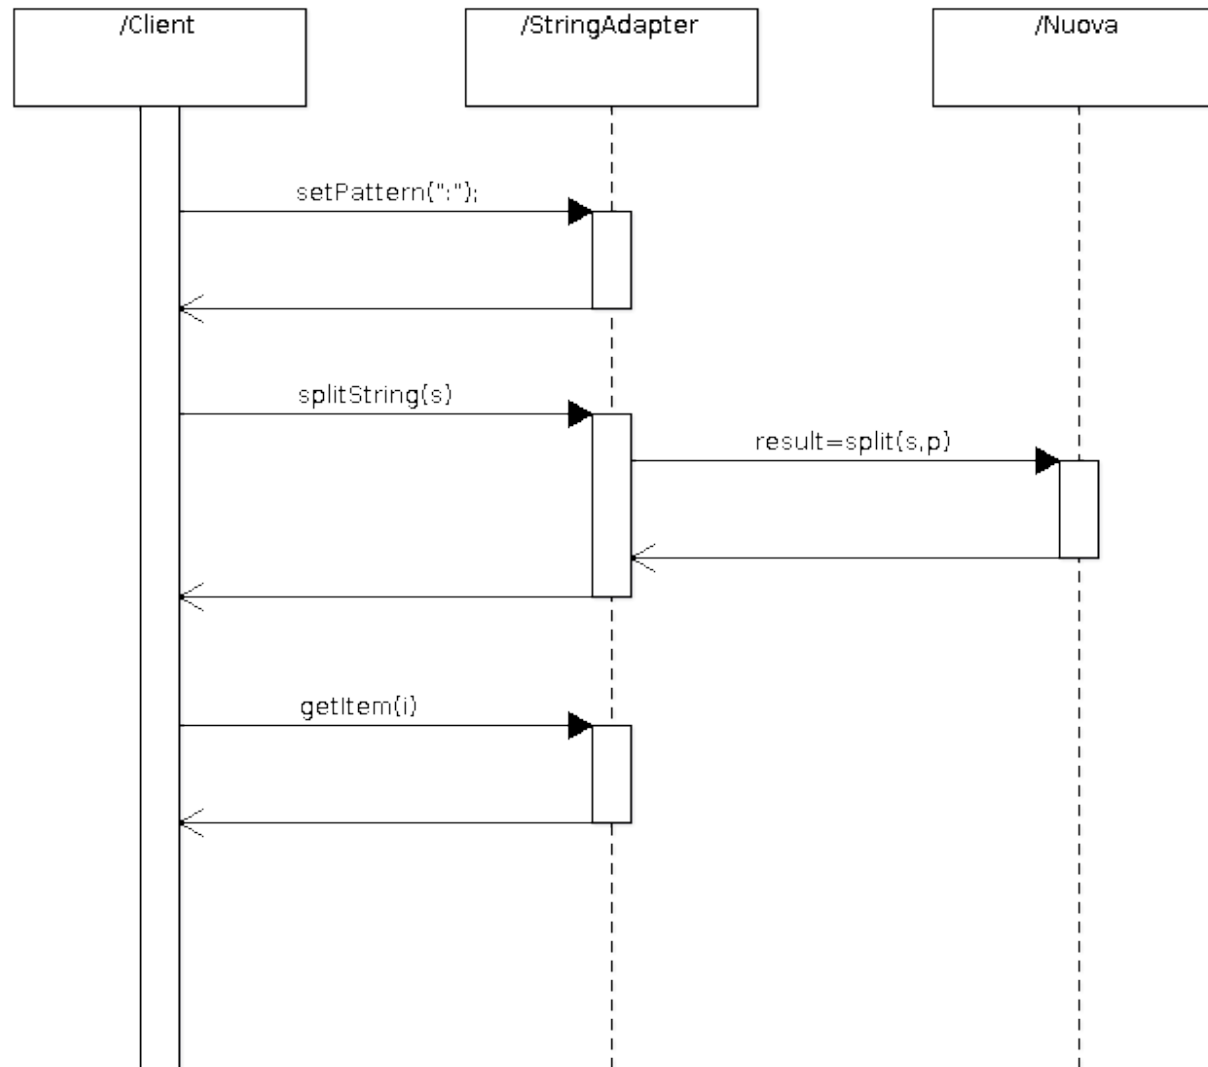 /Client
/StringAdapter
/Nuova
setPattern(":");
splitString(s)
result=split(s,p)
getItem(i)